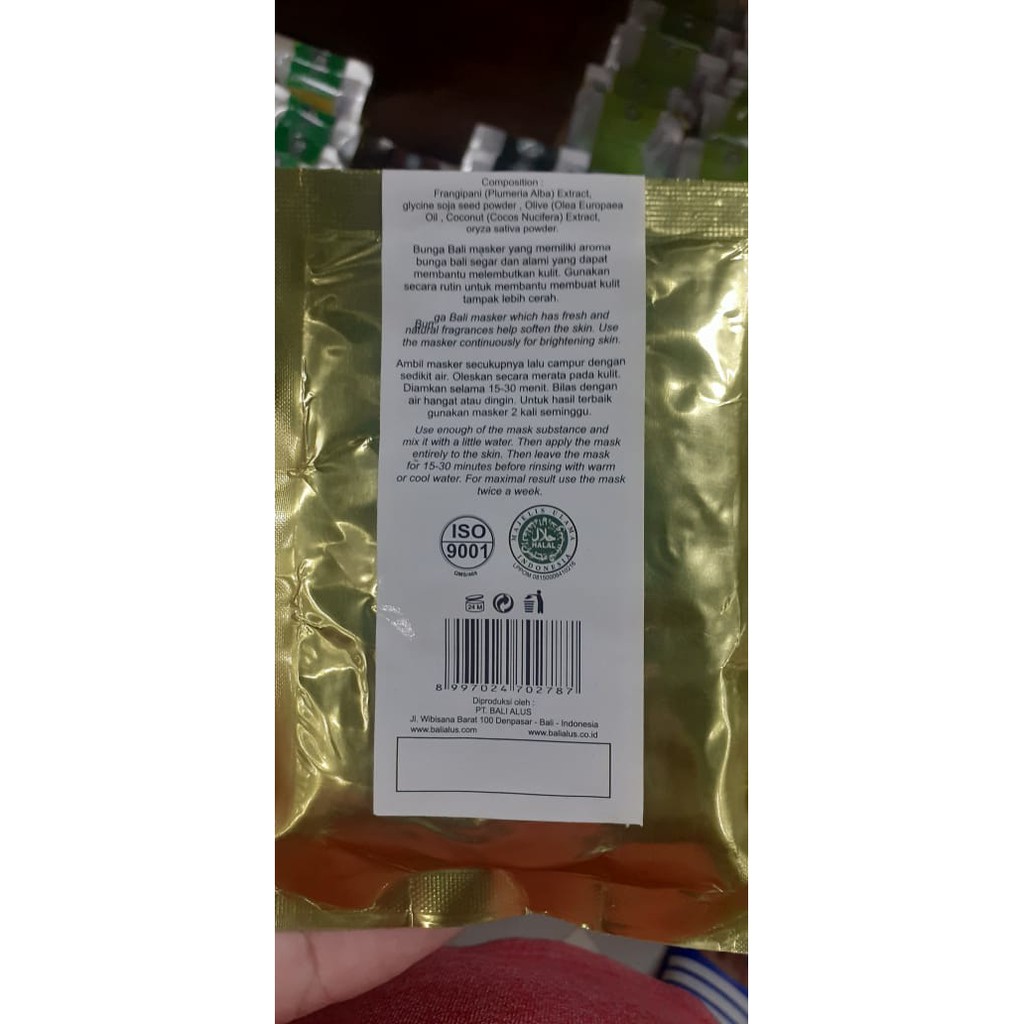 Composition :
Frangipani (Plumeria Alba) Extract,
glycine soja seed powder , Olive (Olea Europaea
Oil , Coconut (Cocos Nucifera) Extract,
oryza sativa powder.
Bunga Bali masker yang memiliki aroma
bunga bali segar dan alami yang dapat
membantu melembutkan kulit. Gunakan
secara rutin untuk membantu membuat kulit
tampak lebih cerah.
Bunga Bali masker which has fresh and
natural fragrances help soften the skin. Use
the masker continuously for brightening skin.
Ambil masker secukupnya lalu campur dengan
sedikit air. Oleskan secara merata pada kulit.
Diamkan selama 15-30 menit. Bilas dengan
air hangat atau dingin. Untuk hasil terbaik
gunakan masker 2 kali seminggu.
Use enough of the mask substance and
mix it with a little water. Then apply the mask
entirely to the skin. Then leave the mask
for 15-30 minutes before rinsing with warm
or cool water. For maximal result use the mask
twice a week.
ISO
9001
MAJELIS ULAMA
حلال
HALAL
INDONESIA
LPPOM
24 M
8 997024 702787
Diproduksi oleh :
PT. BALI ALUS
Jl. Wibisana Barat 100 Denpasar - Bali - Indonesia
www.balialus.com www.balialus.co.id